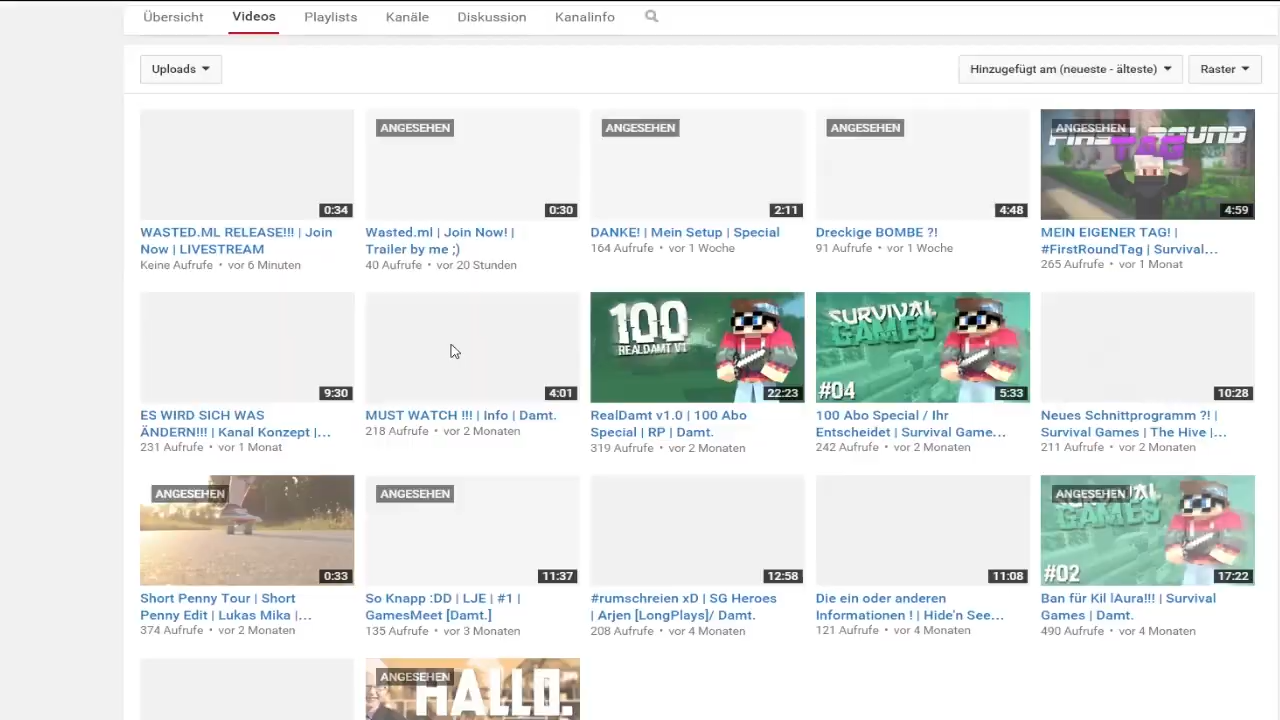 Übersicht
Videos
Playlists
Kanäle
Diskussion
Kanalinfo
Uploads
Hinzugefügt am (neueste - älteste)
Raster
0:34
WASTED.ML RELEASE!!! | Join
Now | LIVESTREAM
Keine Aufrufe • vor 6 Minuten
ANGESEHEN
0:30
Wasted.ml | Join Now! |
Trailer by me ;)
40 Aufrufe • vor 20 Stunden
ANGESEHEN
2:11
DANKE! | Mein Setup | Special
164 Aufrufe • vor 1 Woche
ANGESEHEN
4:48
Dreckige BOMBE ?!
91 Aufrufe • vor 1 Woche
ANGESEHEN
FIRST ROUND
TAG
4:59
MEIN EIGENER TAG! |
#FirstRoundTag | Survival...
265 Aufrufe • vor 1 Monat
9:30
ES WIRD SICH WAS
ÄNDERN!!! | Kanal Konzept |...
231 Aufrufe • vor 1 Monat
4:01
MUST WATCH !!! | Info | Damt.
218 Aufrufe • vor 2 Monaten
100
REALDAMT V1
22:23
RealDamt v1.0 | 100 Abo
Special | RP | Damt.
319 Aufrufe • vor 2 Monaten
SURVIVAL
GAMES
#04
5:33
100 Abo Special / Ihr
Entscheidet | Survival Game...
242 Aufrufe • vor 2 Monaten
10:28
Neues Schnittprogramm ?! |
Survival Games | The Hive |...
211 Aufrufe • vor 2 Monaten
ANGESEHEN
0:33
Short Penny Tour | Short
Penny Edit | Lukas Mika |...
374 Aufrufe • vor 2 Monaten
ANGESEHEN
11:37
So Knapp :DD | LJE | #1 |
GamesMeet [Damt.]
135 Aufrufe • vor 3 Monaten
12:58
#rumschreien xD | SG Heroes
| Arjen [LongPlays]/ Damt.
208 Aufrufe • vor 4 Monaten
11:08
Die ein oder anderen
Informationen ! | Hide'n See...
121 Aufrufe • vor 4 Monaten
ANGESEHEN
GAMES
#02
17:22
Ban für Kil lAura!!! | Survival
Games | Damt.
490 Aufrufe • vor 4 Monaten
ANGESEHEN
HALLO.